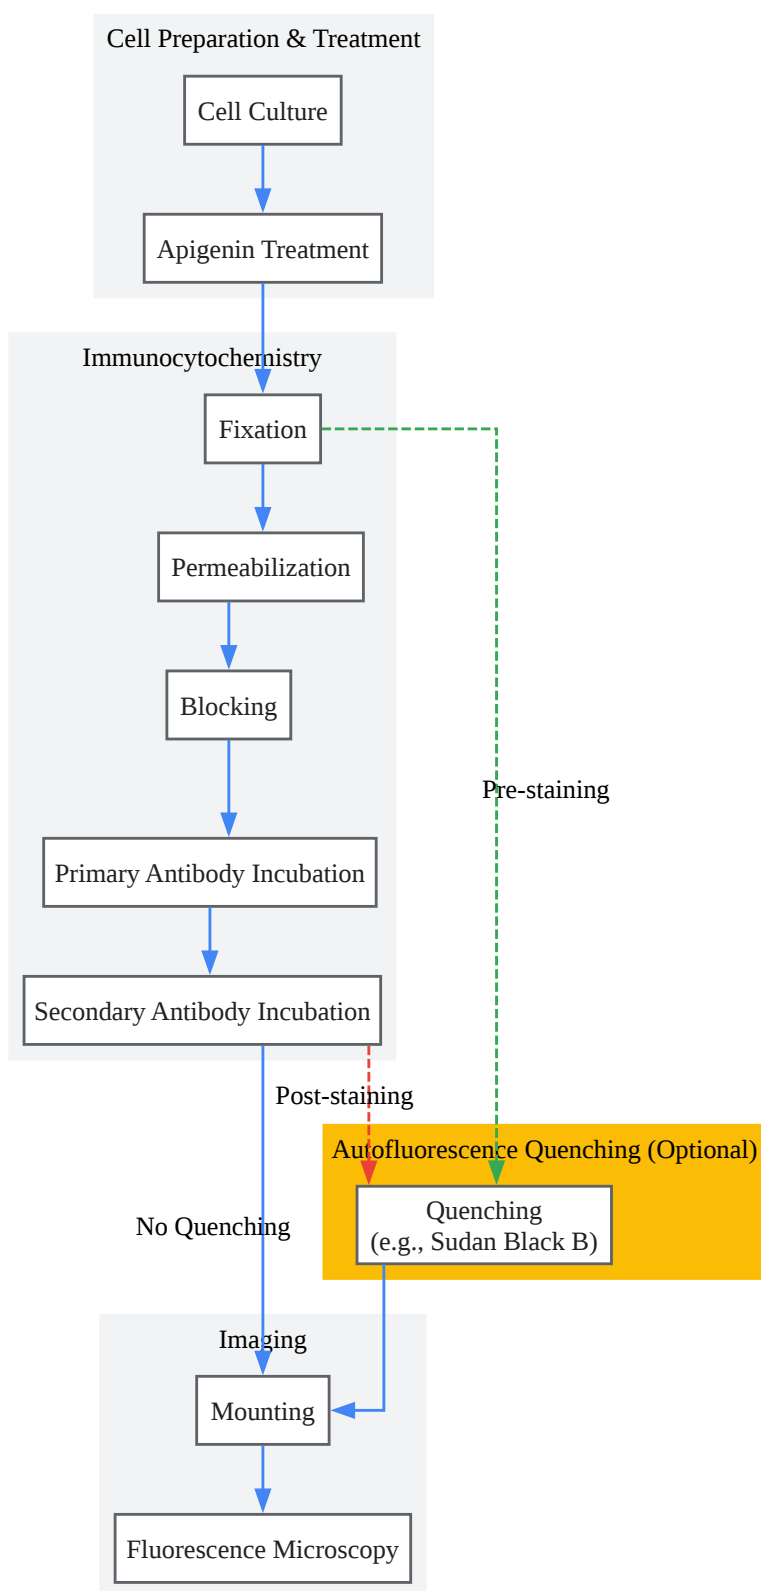 Cell Preparation & Treatment
Cell Culture
Apigenin Treatment
Immunocytochemistry
Fixation
Permeabilization
Blocking
Pre-staining
Primary Antibody Incubation
Secondary Antibody Incubation
Post-staining
Autofluorescence Quenching (Optional)
Quenching
(e.g., Sudan Black B)
No Quenching
Imaging
Mounting
Fluorescence Microscopy